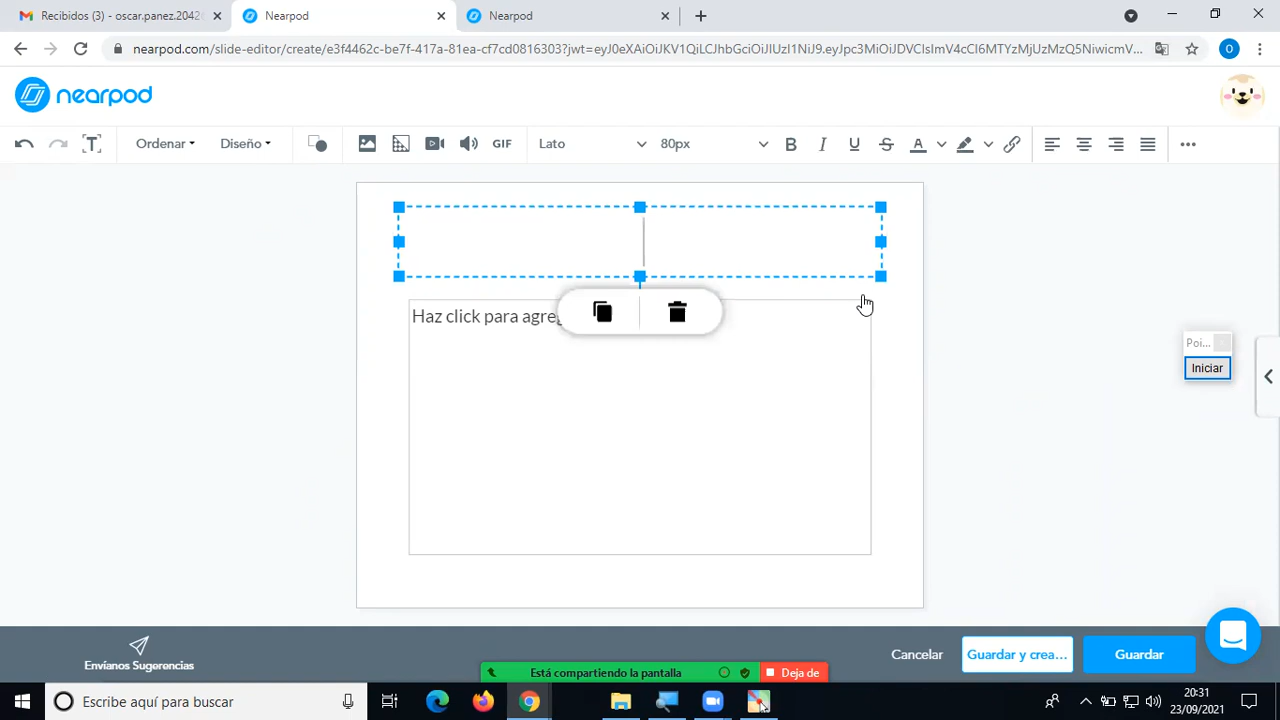 Recibidos (3) - oscar.panez.2042
Nearpod
Nearpod
nearpod.com/slide-editor/create/e3f4462c-be7f-417a-81ea-cf7cd0816303?jwt=eyJ0eXAiOiJKV1QiLCJhbGciOiJIUzI1NiJ9.eyJpc3MiOiJDVCIsImV4cCI6MTYzMjUzMzQ5NiwicmV...
O
nearpod
Ordenar
Diseño
GIF
Lato
80px
B
I
U
S
A
Haz click para agreg
Poi...
Iniciar
Envíanos Sugerencias
Cancelar
Guardar y crea...
Guardar
Está compartiendo la pantalla
Deja de
Escribe aquí para buscar
20:31
23/09/2021